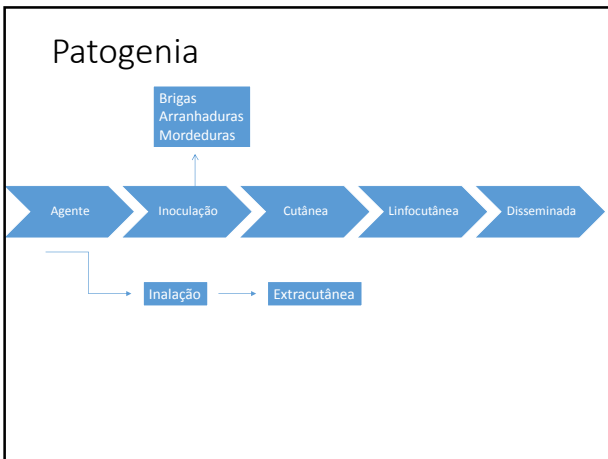 Patogenia
Brigas
Arranhaduras
Mordeduras
Agente
Inoculação
Cutânea
Linfocutânea
Disseminada
Inalação
Extracutânea